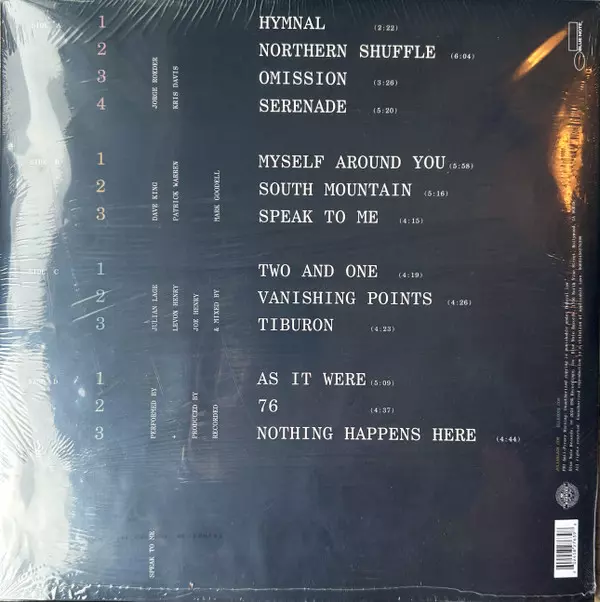 1 HYMNAL (2:22)
2 NORTHERN SHUFFLE (6:04)
3 OMISSION (3:26)
4 SERENADE (5:20)
1 MYSELF AROUND YOU (5:58)
2 SOUTH MOUNTAIN (5:16)
3 SPEAK TO ME (4:15)
SIDE C
1 TWO AND ONE (4:19)
2 VANISHING POINTS (4:26)
3 TIBURON (4:23)
1 AS IT WERE (5:09)
2 76 (4:37)
3 NOTHING HAPPENS HERE (4:44)
SPEAK TO ME
PERFORMED BY JULIAN LAGE DAVE KING JORGE ROEDER
LEVON HENRY PATRICK WARREN KRIS DAVIS
PRODUCED BY JOE HENRY
RECORDED & MIXED BY MARK GOODELL
BLUE NOTE